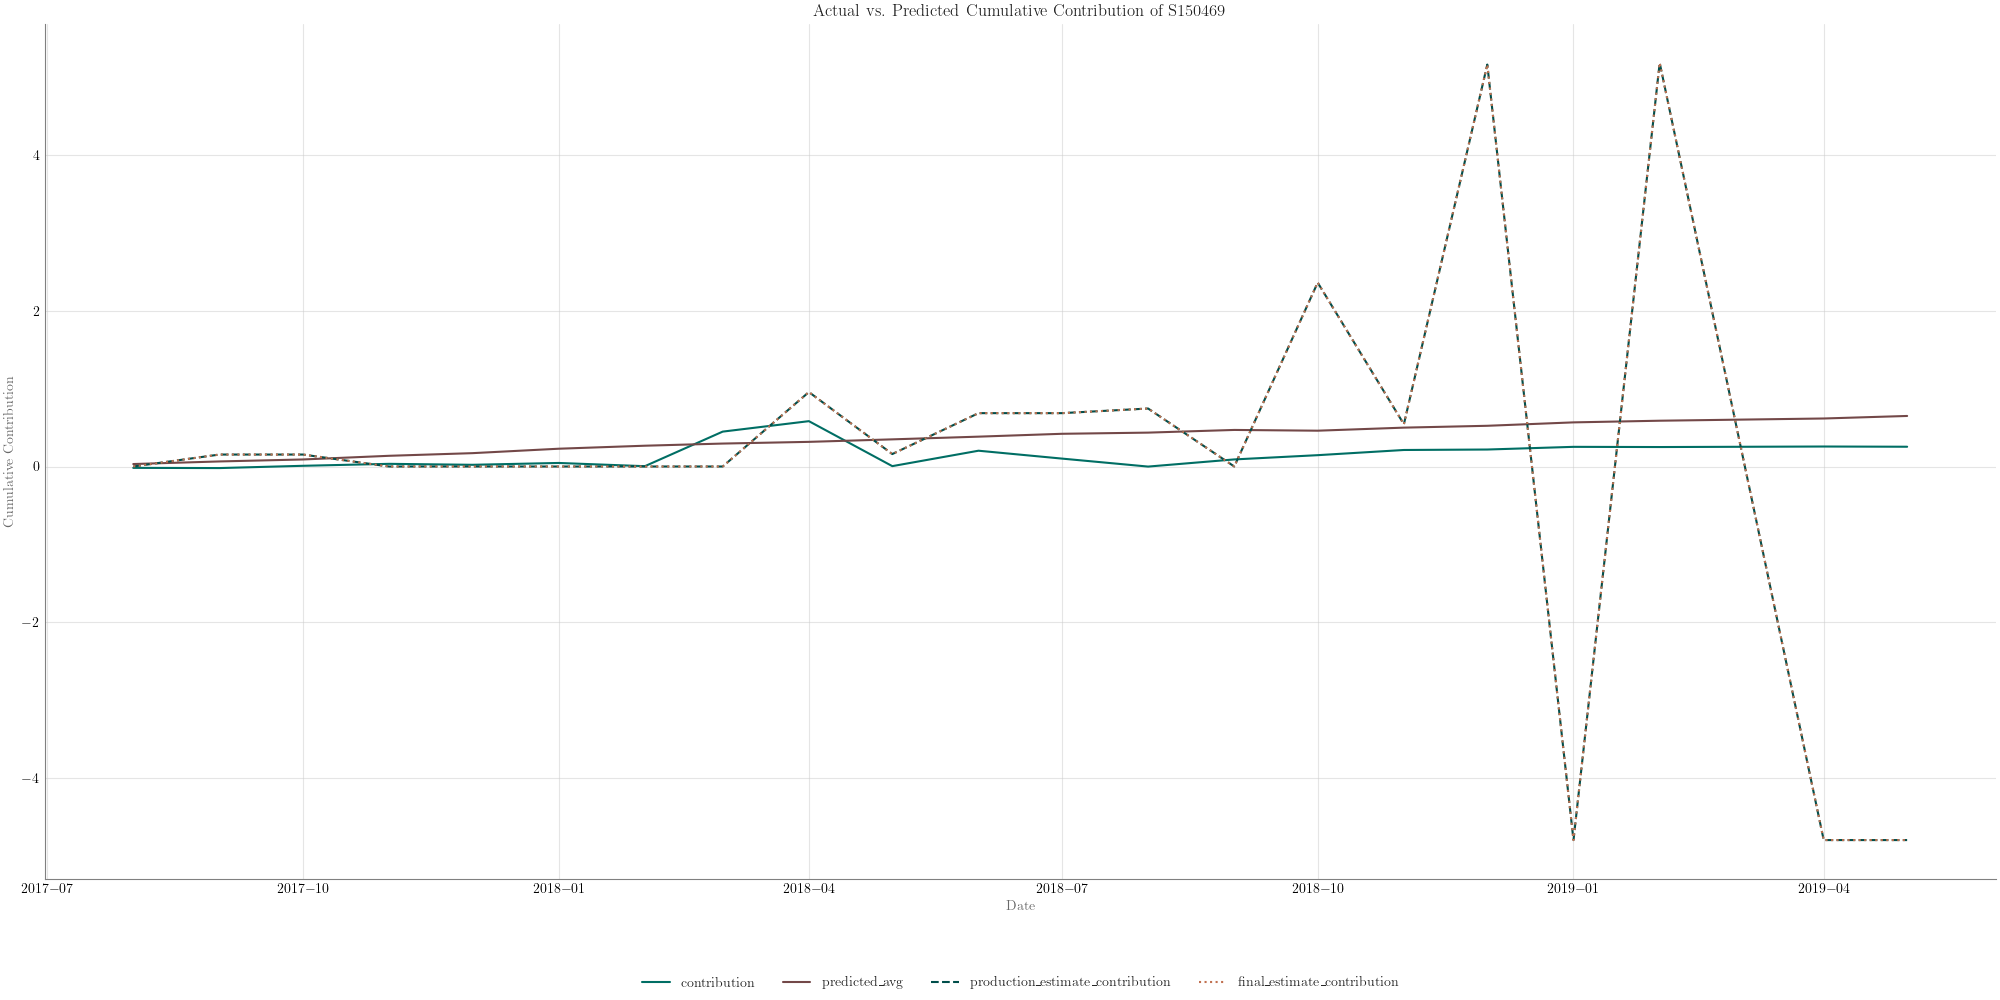 Actual vs. Predicted Cumulative Contribution of S150469
Cumulative Contribution
4
2
0
−2
−4
2017−07 2017−10 2018−01 2018−04 2018−07 2018−10 2019−01 2019−04
Date
contribution predicted_avg production_estimate_contribution final_estimate_contribution